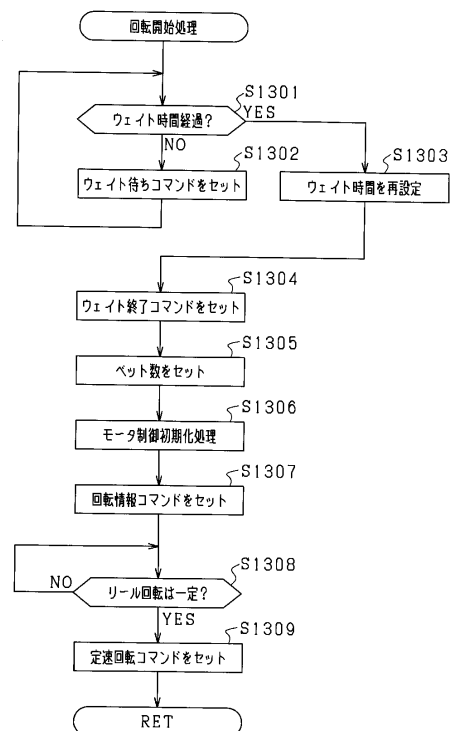 回転開始処理
S1301
ウェイト時間経過?
YES
NO
S1302
ウェイト待ちコマンドをセット
S1303
ウェイト時間を再設定
S1304
ウェイト終了コマンドをセット
S1305
ベット数をセット
S1306
モータ制御初期化処理
S1307
回転情報コマンドをセット
S1308
リール回転は一定?
NO
YES
S1309
定速回転コマンドをセット
RET